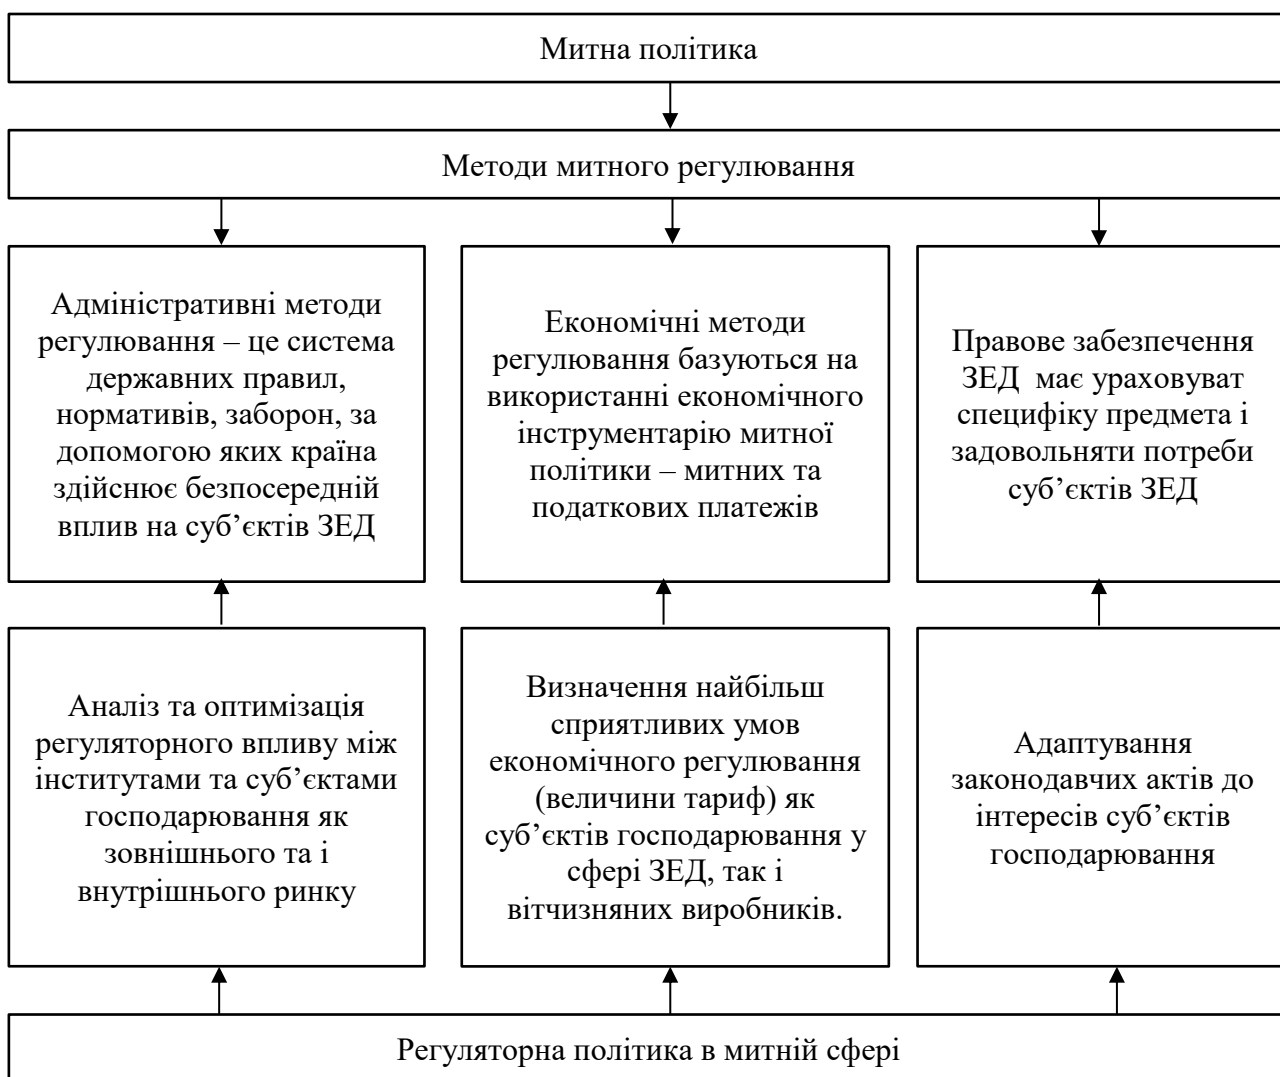 Митна політика
Методи митного регулювання
Адміністративні методи
регулювання – це система
державних правил,
нормативів, заборон, за
допомогою яких країна
здійснює безпосередній
вплив на суб’єктів ЗЕД
Економічні методи
регулювання базуються на
використанні економічного
інструментарію митної
політики – митних та
податкових платежів
Правове забезпечення
ЗЕД має ураховуват
специфіку предмета і
задовольняти потреби
суб’єктів ЗЕД
Аналіз та оптимізація
регуляторного впливу між
інститутами та суб’єктами
господарювання як
зовнішнього та і
внутрішнього ринку
Визначення найбільш
сприятливих умов
економічного регулювання
(величини тариф) як
суб’єктів господарювання у
сфері ЗЕД, так і
вітчизняних виробників.
Адаптування
законодавчих актів до
інтересів суб’єктів
господарювання
Регуляторна політика в митній сфері